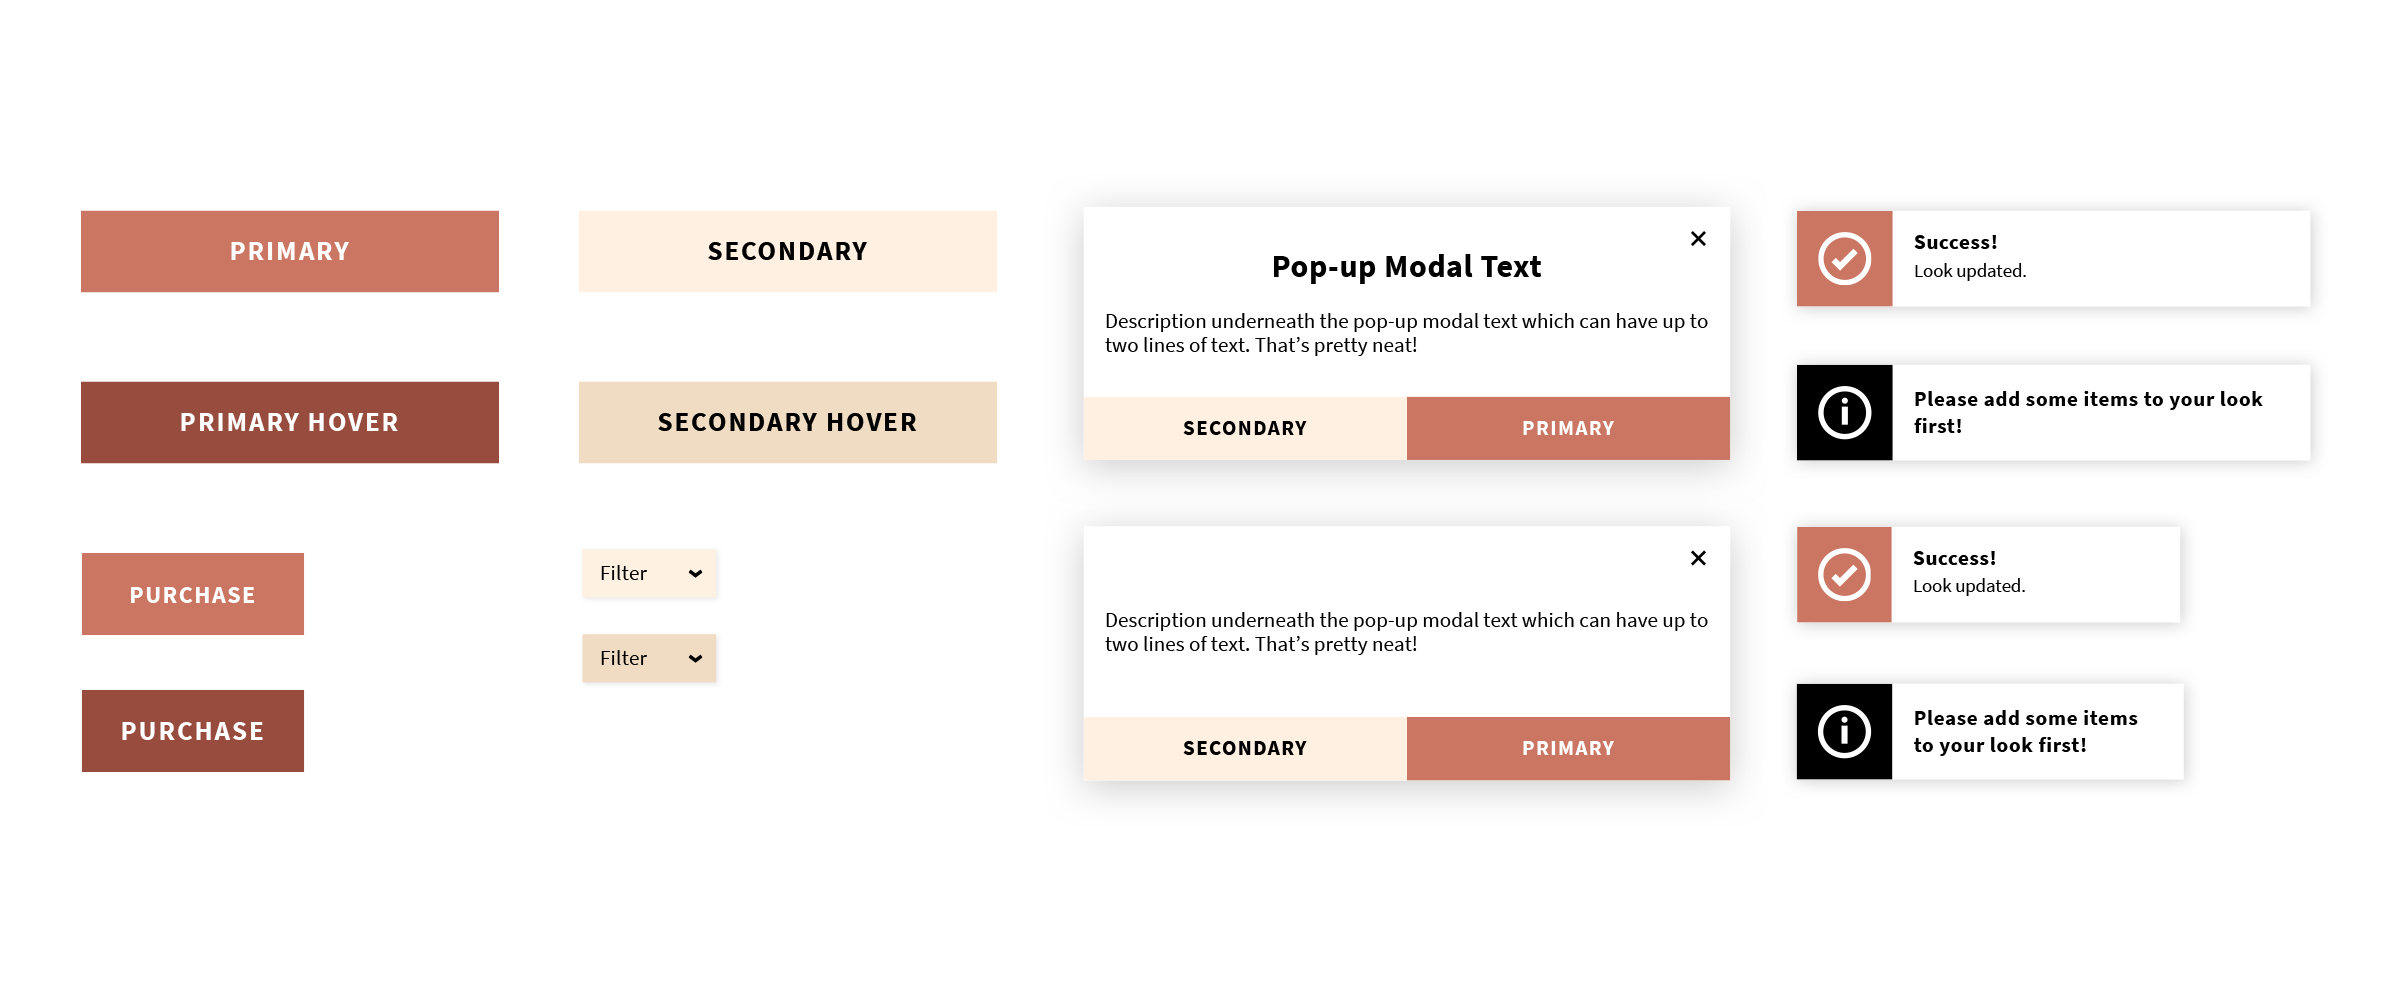 PRIMARY
PRIMARY HOVER
PURCHASE
PURCHASE
SECONDARY
SECONDARY HOVER
Filter
Filter
Pop-up Modal Text
Description underneath the pop-up modal text which can have up to
two lines of text. That’s pretty neat!
SECONDARY
PRIMARY
Description underneath the pop-up modal text which can have up to
two lines of text. That’s pretty neat!
SECONDARY
PRIMARY
Success!
Look updated.
Please add some items to your look
first!
Success!
Look updated.
Please add some items
to your look first!